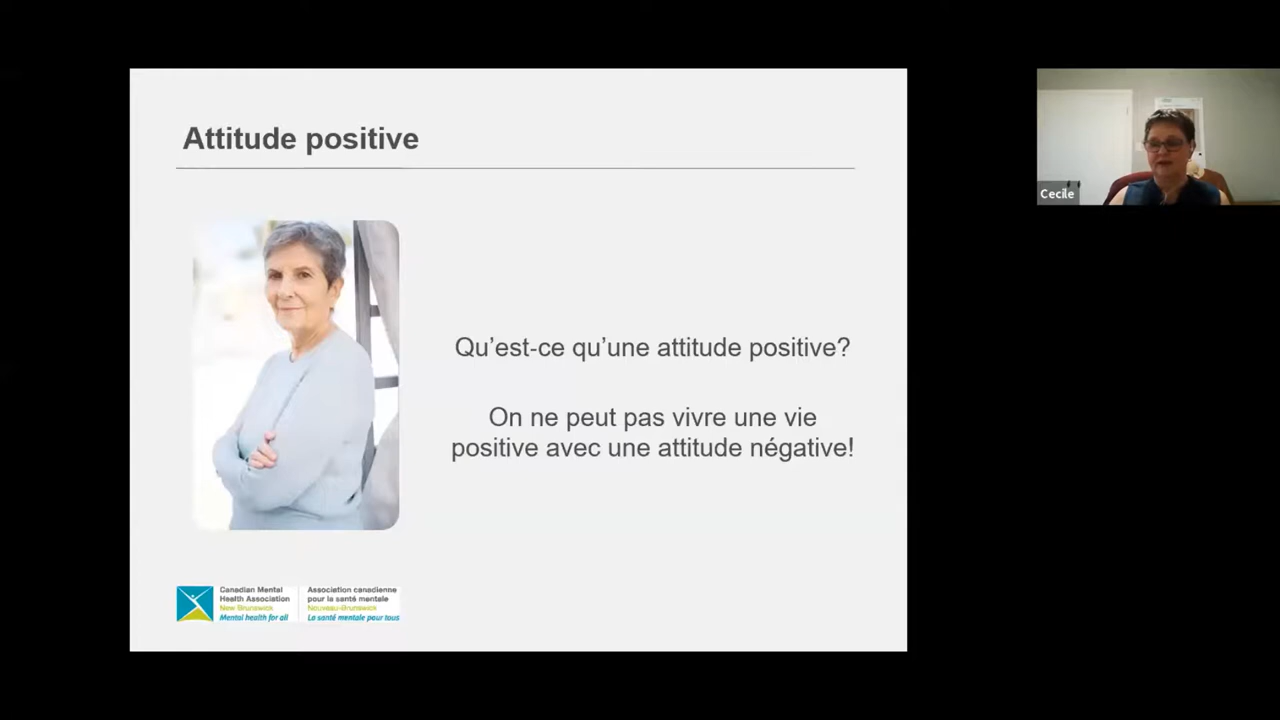 Attitude positive
Qu’est-ce qu’une attitude positive?
On ne peut pas vivre une vie
positive avec une attitude négative!
Canadian Mental
Health Association
New Brunswick
Mental health for all
Association canadienne
pour la santé mentale
Nouveau-Brunswick
La santé mentale pour tous
Cecile